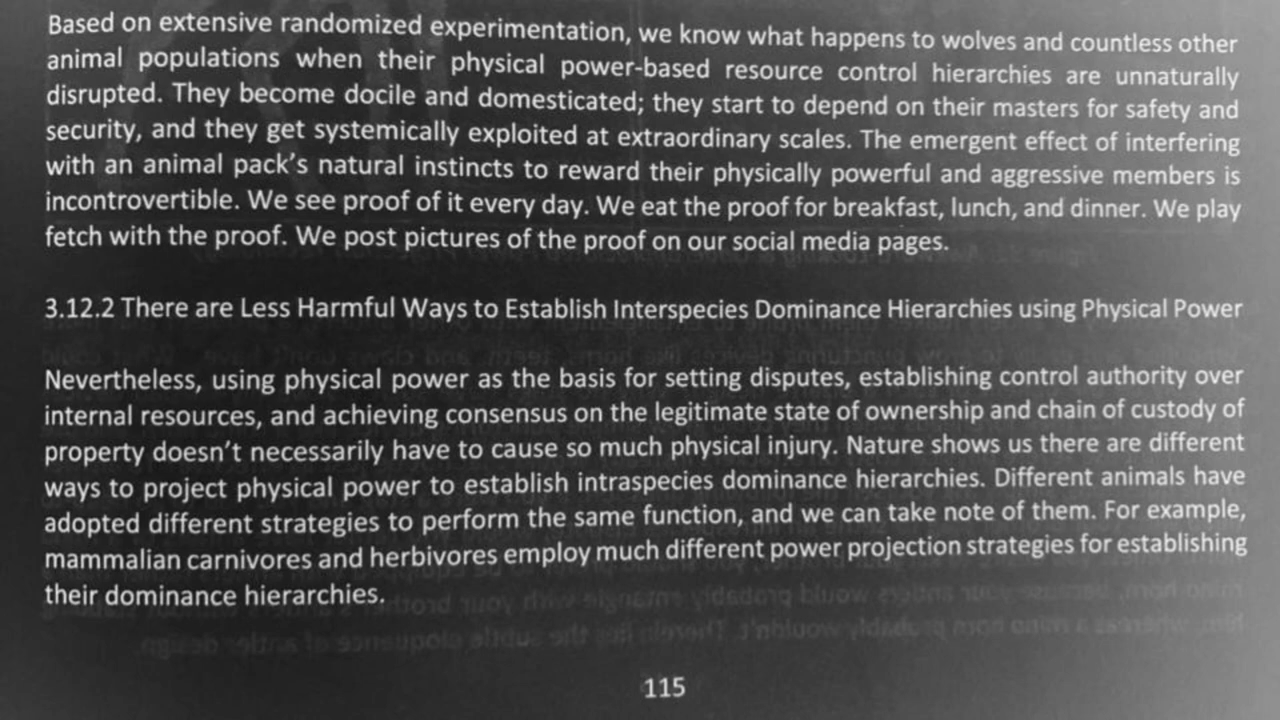 Based on extensive randomized experimentation, we know what happens to wolves and countless other
animal populations when their physical power-based resource control hierarchies are unnaturally
disrupted. They become docile and domesticated; they start to depend on their masters for safety and
security, and they get systemically exploited at extraordinary scales. The emergent effect of interfering
with an animal pack's natural instincts to reward their physically powerful and aggressive members is
incontrovertible. We see proof of it every day. We eat the proof for breakfast, lunch, and dinner. We play
fetch with the proof. We post pictures of the proof on our social media pages.
3.12.2 There are Less Harmful Ways to Establish Interspecies Dominance Hierarchies using Physical Power
Nevertheless, using physical power as the basis for setting disputes, establishing control authority over
internal resources, and achieving consensus on the legitimate state of ownership and chain of custody of
property doesn't necessarily have to cause so much physical injury. Nature shows us there are different
ways to project physical power to establish intraspecies dominance hierarchies. Different animals have
adopted different strategies to perform the same function, and we can take note of them. For example,
mammalian carnivores and herbivores employ much different power projection strategies for establishing
their dominance hierarchies.
115